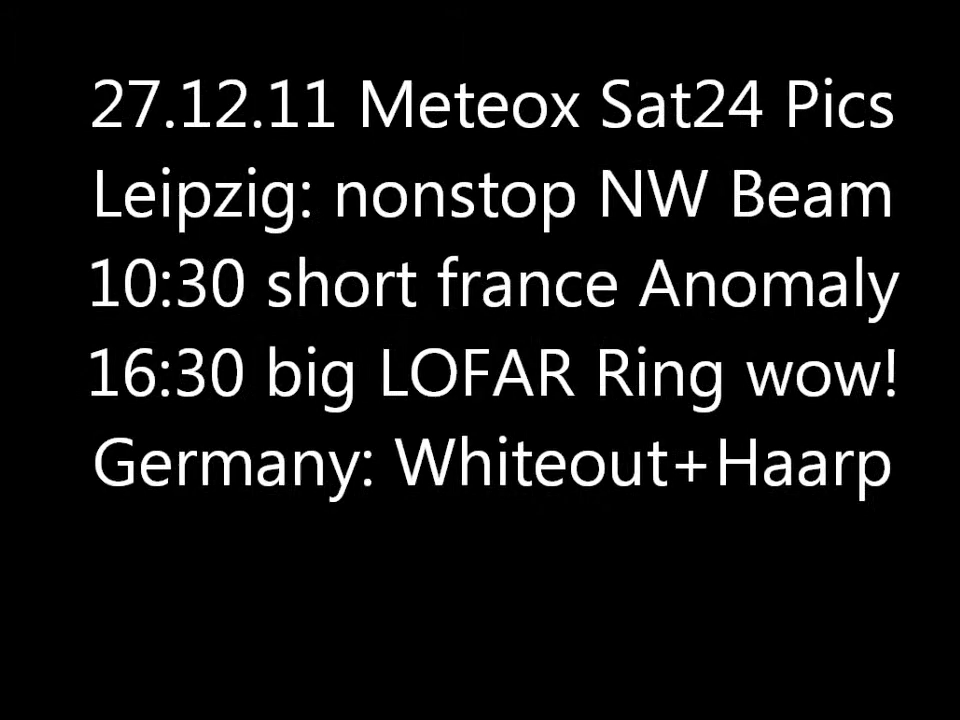 27.12.11 Meteox Sat24 Pics
Leipzig: nonstop NW Beam
10:30 short france Anomaly
16:30 big LOFAR Ring wow!
Germany: Whiteout+Haarp